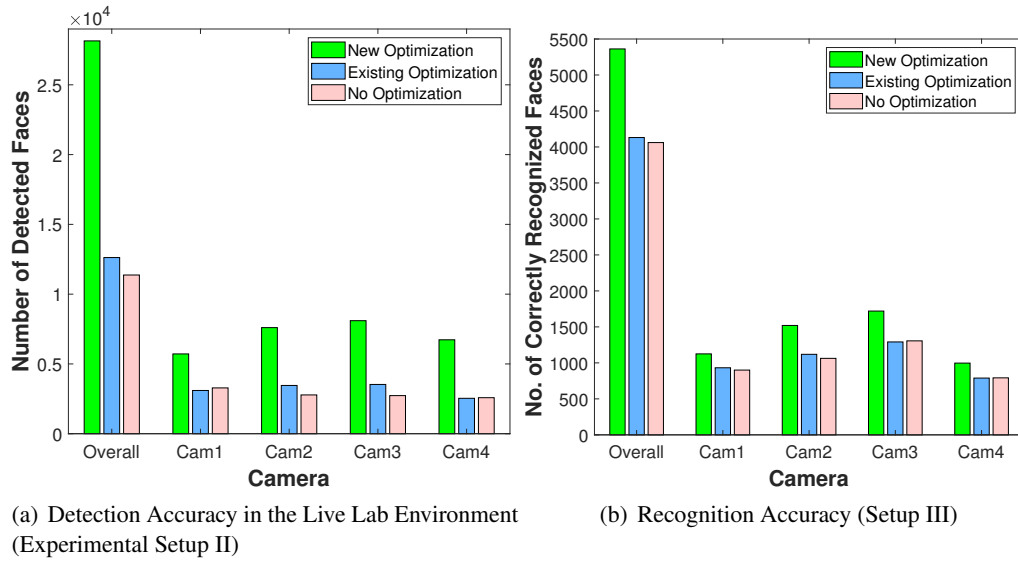 ×10⁴
New Optimization
Existing Optimization
No Optimization
Number of Detected Faces
2.5
2
1.5
1
0.5
0
Overall Cam1 Cam2 Cam3 Cam4
Camera
(a) Detection Accuracy in the Live Lab Environment
(Experimental Setup II)
New Optimization
Existing Optimization
No Optimization
No. of Correctly Recognized Faces
5500
5000
4500
4000
3500
3000
2500
2000
1500
1000
500
0
Overall Cam1 Cam2 Cam3 Cam4
Camera
(b) Recognition Accuracy (Setup III)